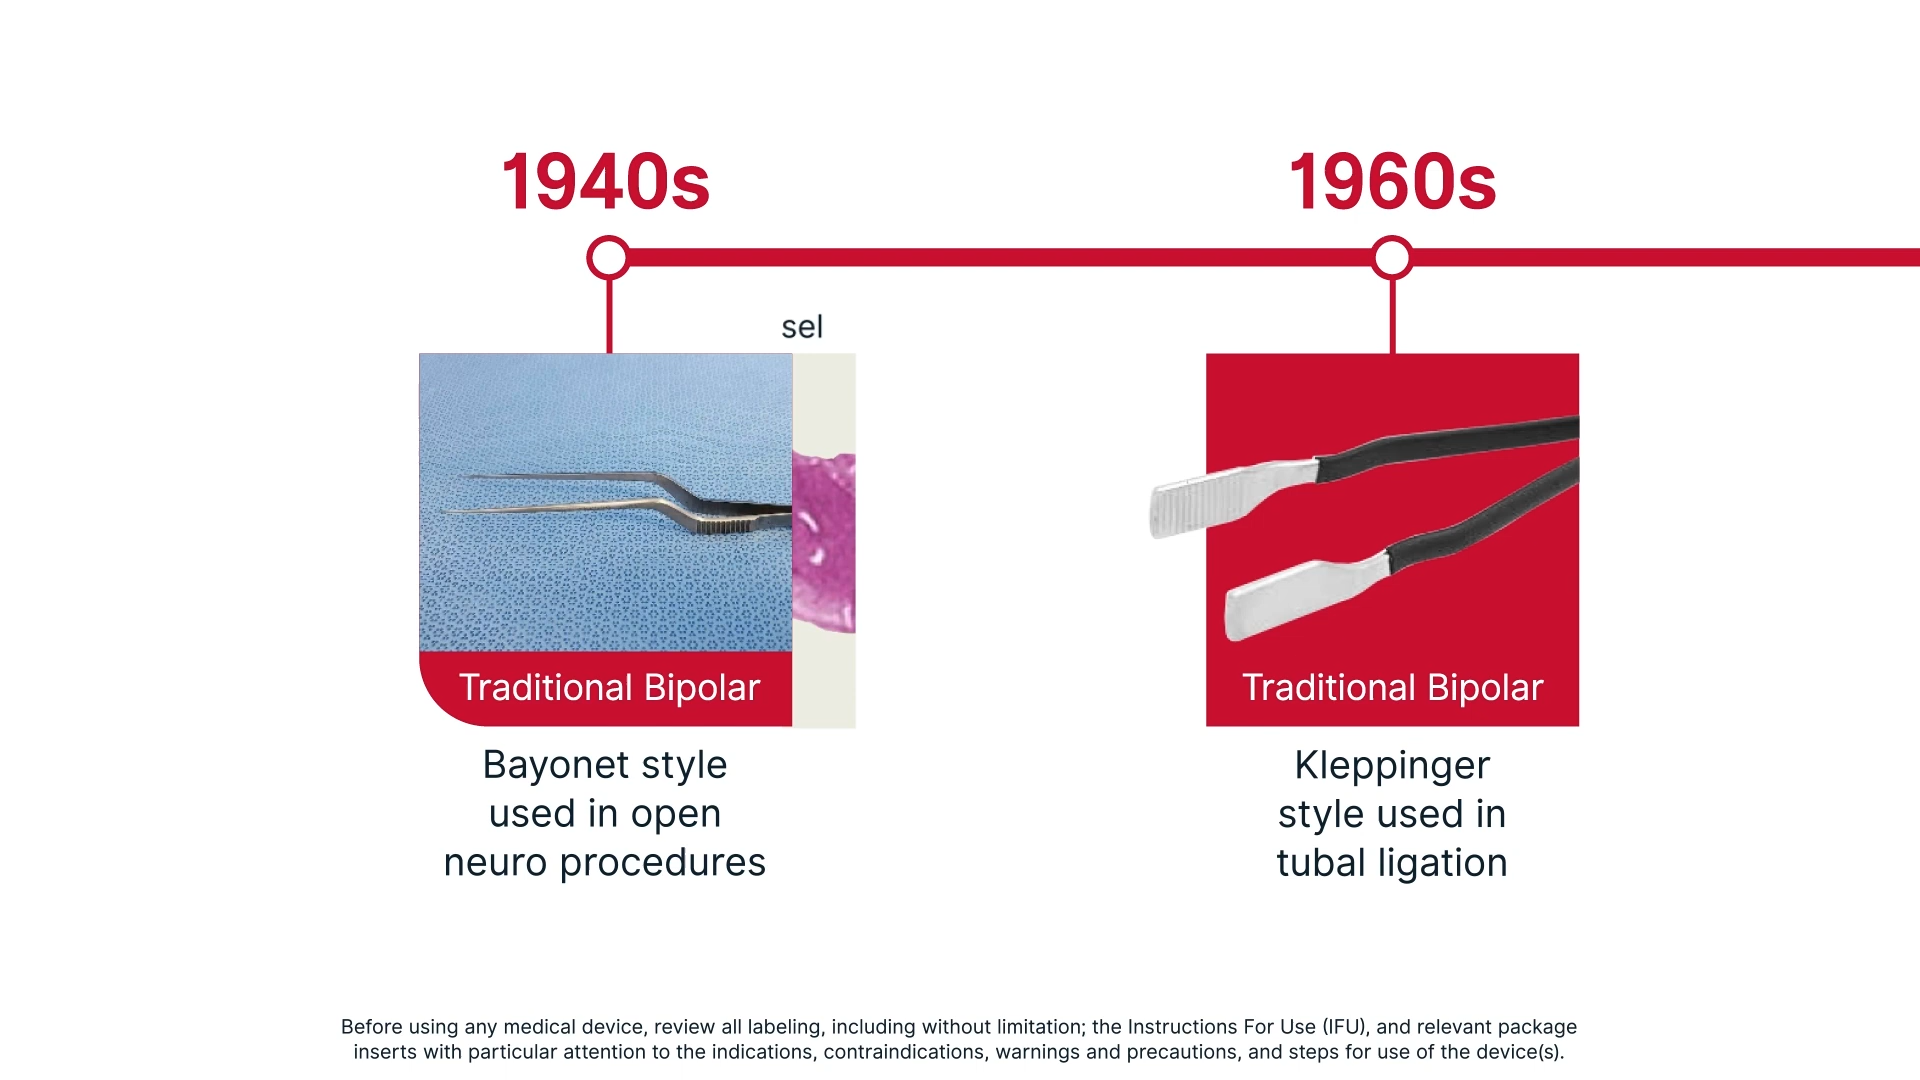 1940s
1960s
sel
Traditional Bipolar
Traditional Bipolar
Bayonet style
used in open
neuro procedures
Kleppinger
style used in
tubal ligation
Before using any medical device, review all labeling, including without limitation; the Instructions For Use (IFU), and relevant package
inserts with particular attention to the indications, contraindications, warnings and precautions, and steps for use of the device(s).